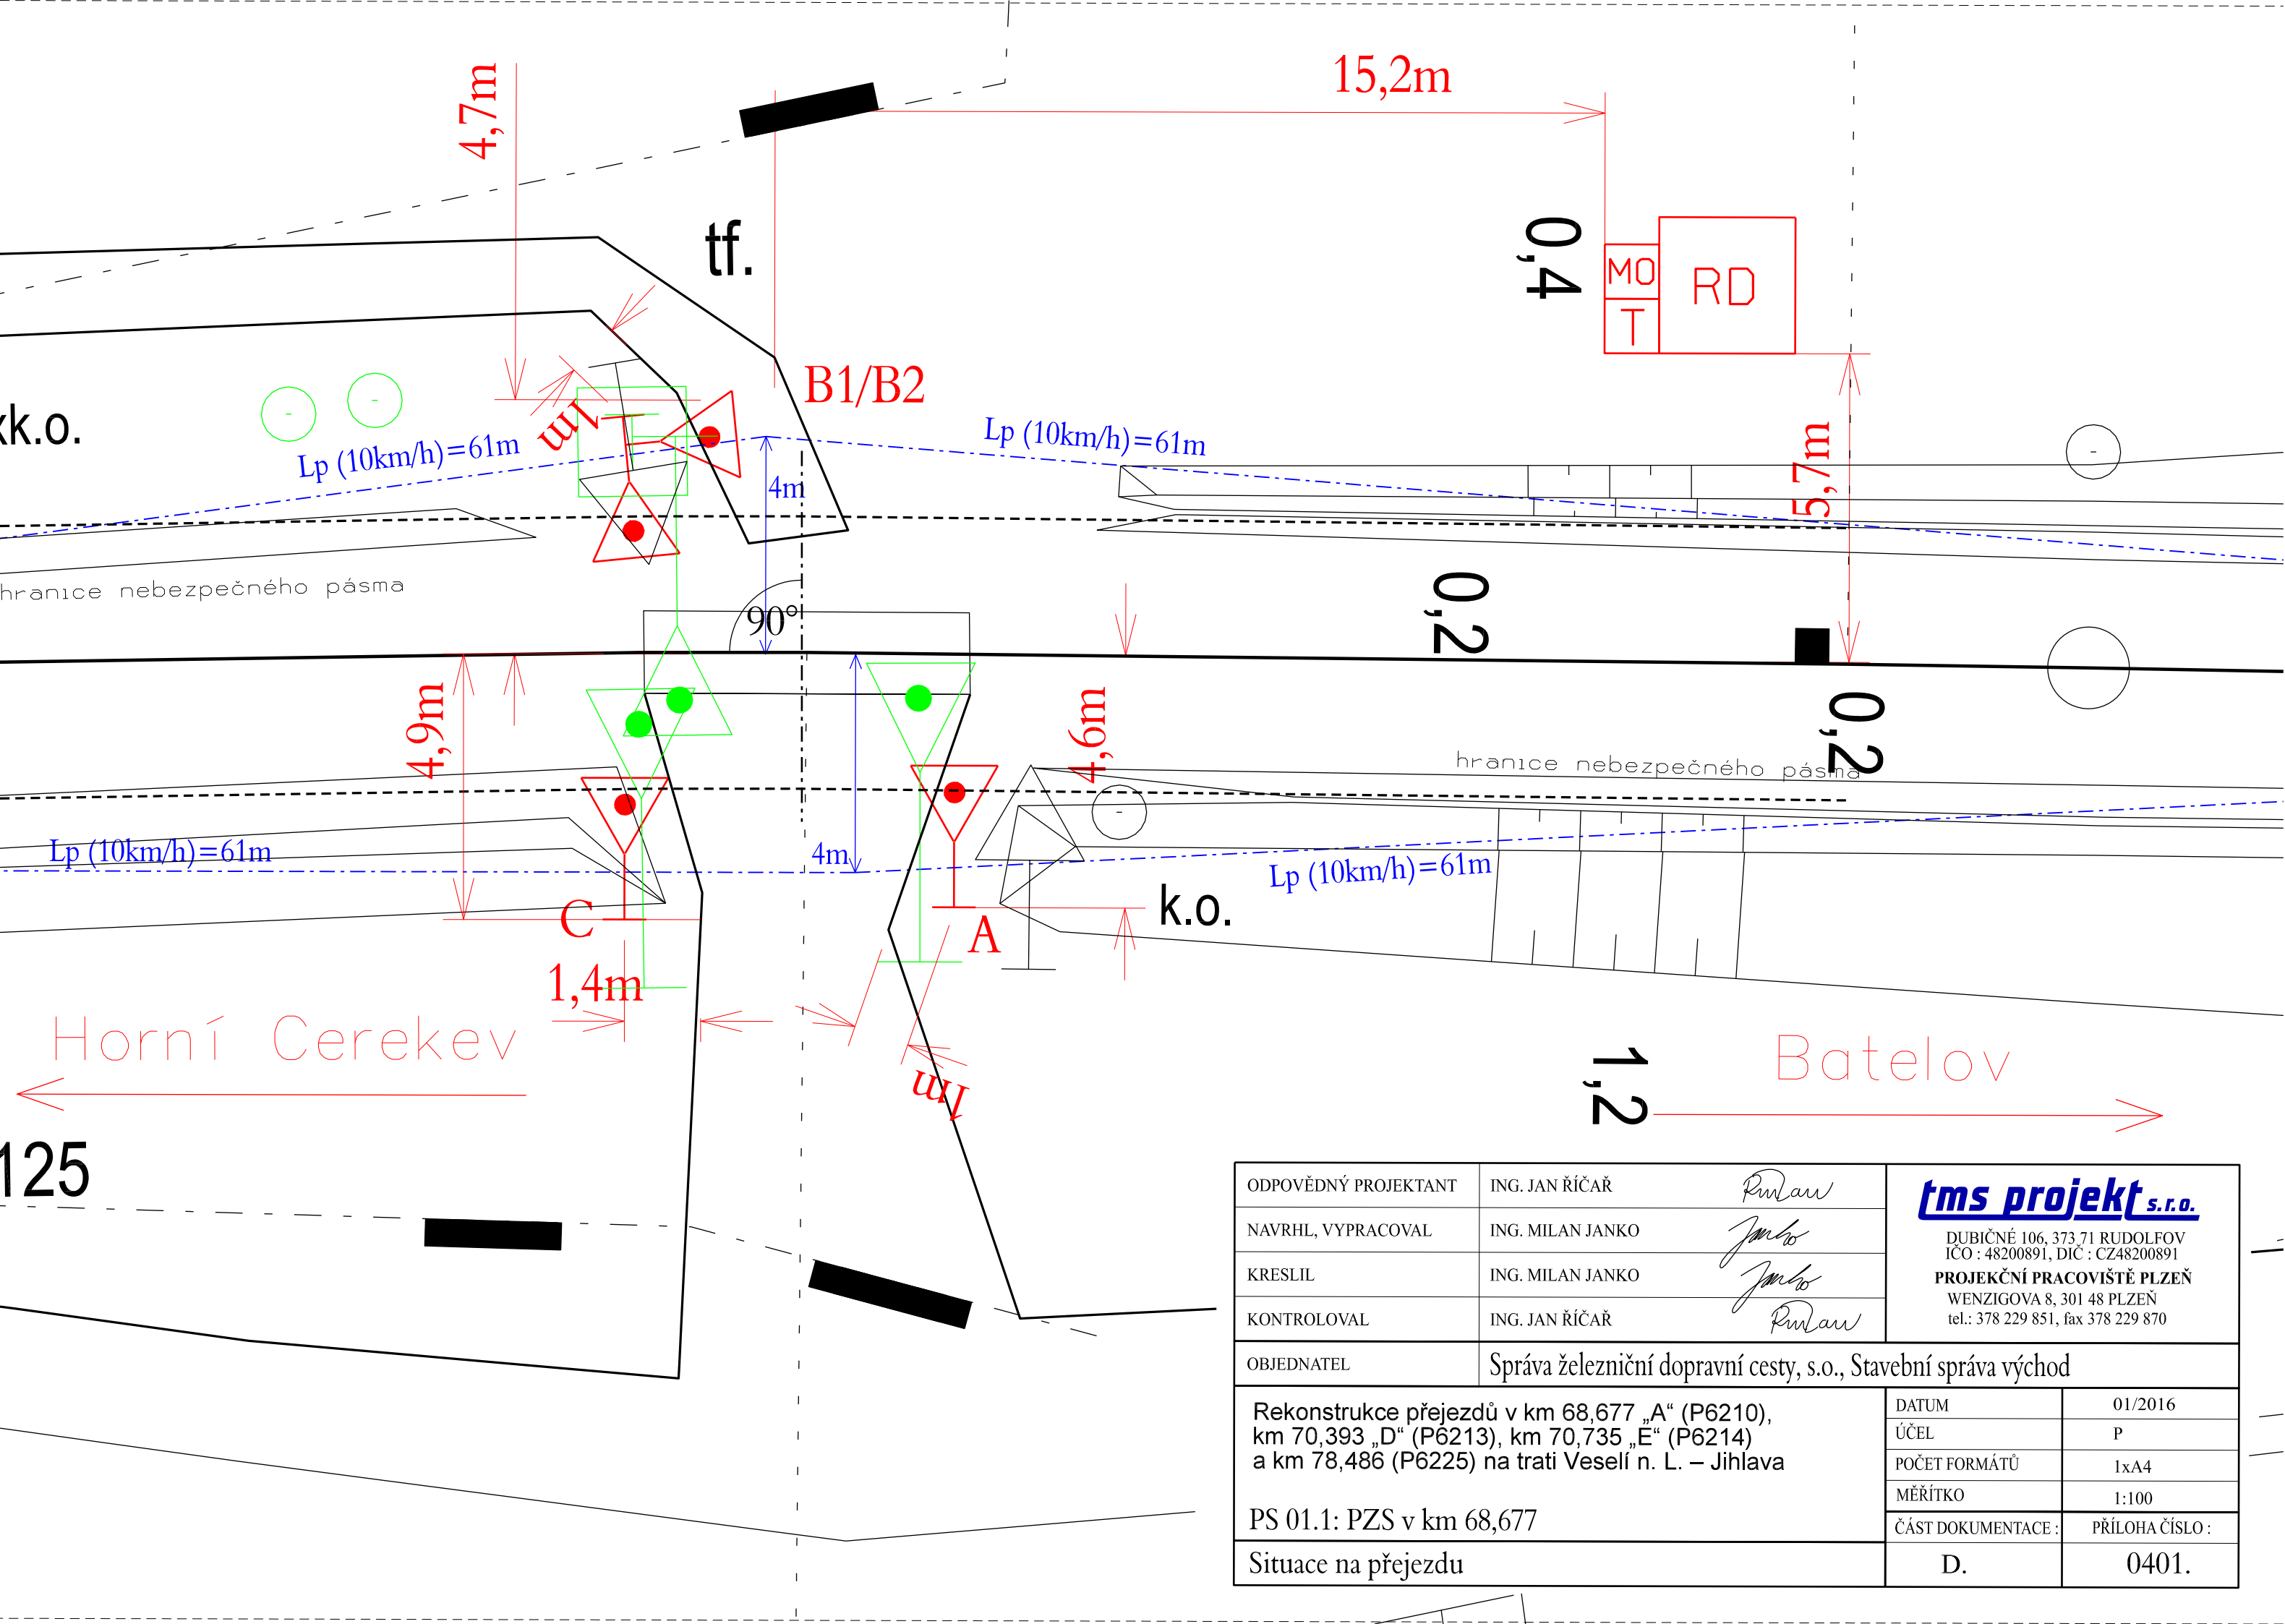 15,2m
4,7m
tf.
0,4
MO
RD
T
B1/B2
1m
k.o.
Lp (10km/h)=61m
Lp (10km/h)=61m
4m
5,7m
hranice nebezpečného pásma
90°
0,2
4,9m
4,6m
0,2
hranice nebezpečného pásma
Lp (10km/h)=61m
4m
Lp (10km/h)=61m
C
A
k.o.
1,4m
1m
Horní Cerekev
Batelov
1,2
125
ODPOVĚDNÝ PROJEKTANT ING. JAN ŘÍČAŘ
NAVRHL, VYPRACOVAL ING. MILAN JANKO
KRESLIL ING. MILAN JANKO
KONTROLOVAL ING. JAN ŘÍČAŘ
tms projekt s.r.o.
DUBIČNÉ 106, 373 71 RUDOLFOV
IČO : 48200891, DIČ : CZ48200891
PROJEKČNÍ PRACOVIŠTĚ PLZEŇ
WENZIGOVA 8, 301 48 PLZEŇ
tel.: 378 229 851, fax 378 229 870
OBJEDNATEL Správa železniční dopravní cesty, s.o., Stavební správa východ
Rekonstrukce přejezdů v km 68,677 „A“ (P6210),
km 70,393 „D“ (P6213), km 70,735 „E“ (P6214)
a km 78,486 (P6225) na trati Veselí n. L. – Jihlava
PS 01.1: PZS v km 68,677
Situace na přejezdu
DATUM 01/2016
ÚČEL P
POČET FORMÁTŮ 1xA4
MĚŘÍTKO 1:100
ČÁST DOKUMENTACE : PŘÍLOHA ČÍSLO :
D. 0401.